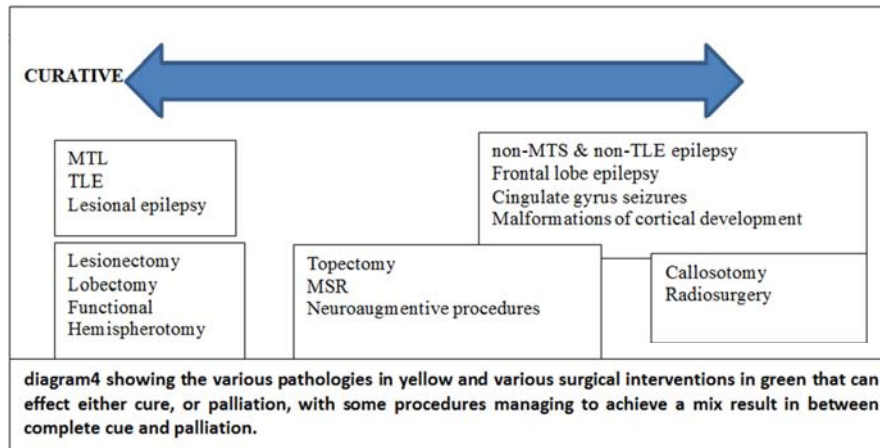 CURATIVE
MTL
TLE
Lesional epilepsy
non-MTS & non-TLE epilepsy
Frontal lobe epilepsy
Cingulate gyrus seizures
Malformations of cortical development
Lesionectomy
Lobectomy
Functional
Hemispherotomy
Topectomy
MSR
Neuroaugmentive procedures
Callosotomy
Radiosurgery
diagram4 showing the various pathologies in yellow and various surgical interventions in green that can
effect either cure, or palliation, with some procedures managing to achieve a mix result in between
complete cue and palliation.